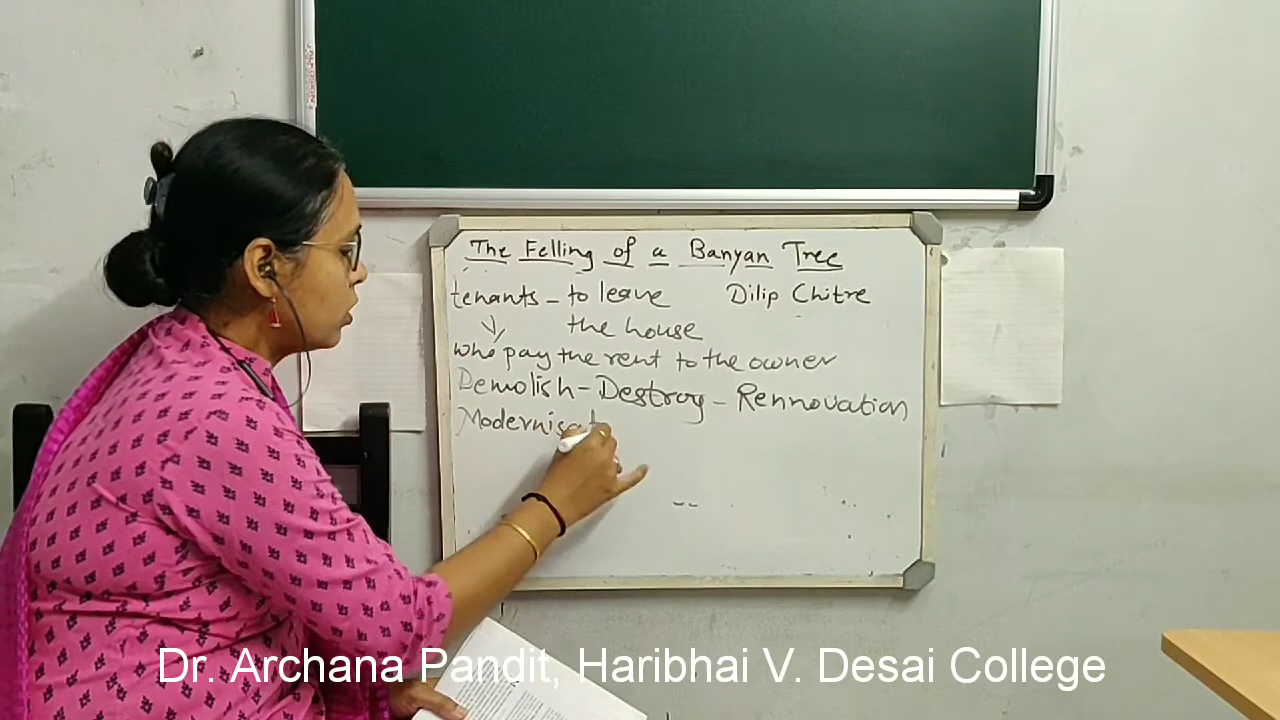 The Felling of a Banyan Tree
tenants - to leave Dilip Chitre
the house
who pay the rent to the owner
Demolish - Destroy - Rennovation
Modernisat
Dr. Archana Pandit, Haribhai V. Desai College